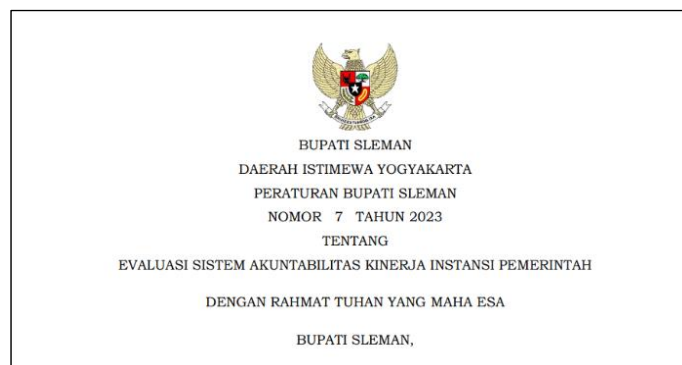 BUPATI SLEMAN
DAERAH ISTIMEWA YOGYAKARTA
PERATURAN BUPATI SLEMAN
NOMOR 7 TAHUN 2023
TENTANG
EVALUASI SISTEM AKUNTABILITAS KINERJA INSTANSI PEMERINTAH
DENGAN RAHMAT TUHAN YANG MAHA ESA
BUPATI SLEMAN,